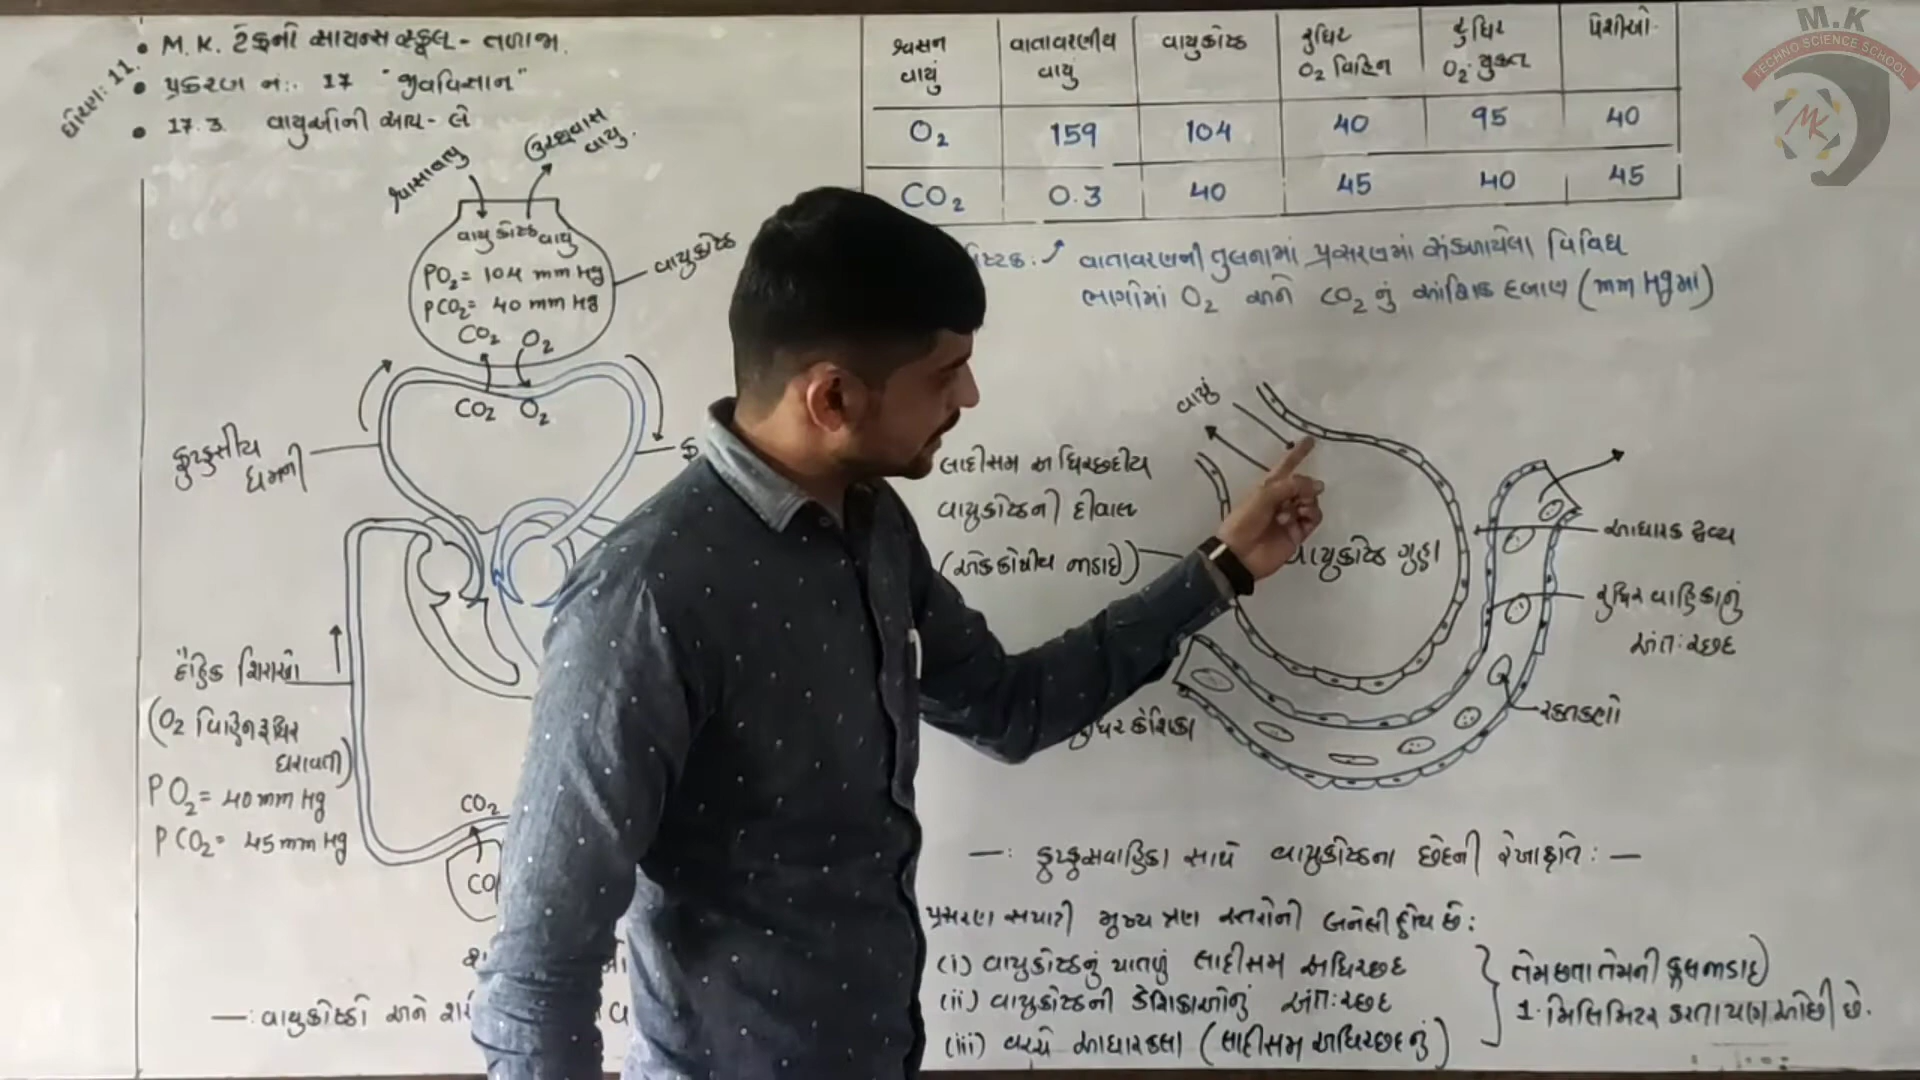 ધોરણ: 11.
• M.K. ટેકનો સાયન્સ સ્કૂલ - તળાજા.
• પ્રકરણ નં:. 17 "જીવવિજ્ઞાન"
• 17.3. વાયુઓની આપ-લે
શ્વસન વાયું
વાતાવરણીય વાયું
વાયુકોષ્ઠ
રુધિર O₂ વિહિન
રુધિર O₂ યુક્ત
પેશીઓ.
O₂ 159 104 40 95 40
CO₂ 0.3 40 45 40 45
વાતાવરણની તુલનામાં પ્રસરણમાં સંકળાયેલા વિવિધ
ભાગોમાં O₂ અને CO₂ નું આંશિક દબાણ (mm Hgમાં)
શ્વાસવાયુ
ઉચ્છવાસ વાયુ.
વાયુકોષ્ઠ વાયુ
PO₂ = 104 mm Hg
PCO₂ = 40 mm Hg
CO₂ O₂
CO₂ O₂
વાયુકોષ્ઠ
ફુપ્ફુસીય
ધમની
ફ
દૈહિક શિરાઓ
(O₂ વિહિન રુધિર
ધરાવતી)
PO₂ = 40 mm Hg
PCO₂ = 45 mm Hg
CO₂
CO
—: વાયુકોષ્ઠો અને
વાયું
લાદીસમ અધિચ્છદીય
વાયુકોષ્ઠની દીવાલ
(એકકોષીય જાડાઈ)
વાયુકોષ્ઠ ગુહા
આધારક દ્રવ્ય
રુધિર વાહિકાનું
અંત:ચ્છદ
રક્તકણો
રુધિર કેશિકા
—: ફુપ્ફુસવાહિકા સાથે વાયુકોષ્ઠના છેદની રેખાકૃતિ: —
પ્રસરણ સપાટી મુખ્ય ત્રણ સ્તરોની બનેલી હોય છે:
(i) વાયુકોષ્ઠનું પાતળું લાદીસમ અધિચ્છદ
(ii) વાયુકોષ્ઠની કેશિકાઓનું અંત:ચ્છદ
(iii) વચ્ચે આધારકલા (લાદીસમ અધિચ્છદનું)
તેમ છતા તેમની કુલ જાડાઈ
1 મિલિમિટર કરતા પણ ઓછી છે.
M.K
TECHNO SCIENCE SCHOOL
MK